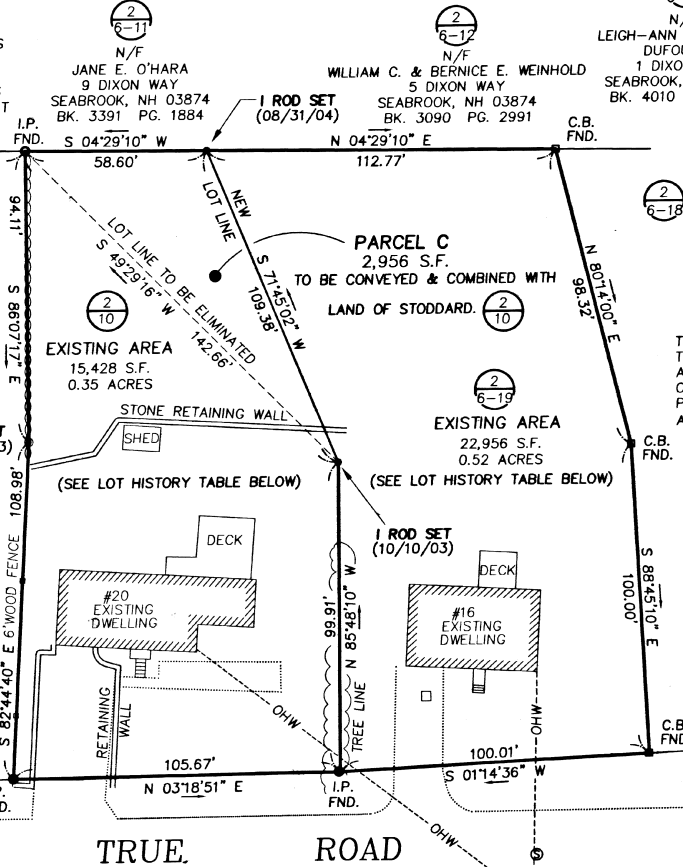 2
6-11
N/F
JANE E. O'HARA
9 DIXON WAY
SEABROOK, NH 03874
BK. 3391 PG. 1884
2
6-12
N/F
WILLIAM C. & BERNICE E. WEINHOLD
5 DIXON WAY
SEABROOK, NH 03874
BK. 3090 PG. 2991
N/
LEIGH-ANN
DUFOU
1 DIXO
SEABROOK,
BK. 4010
I.P.
FND.
I ROD SET
(08/31/04)
C.B.
FND.
S 04°29'10" W
58.60'
N 04°29'10" E
112.77'
2
6-18
NEW
LOT LINE
S 71°45'02" W
109.38'
LOT LINE TO BE ELIMINATED
S 49°29'16" W
142.66'
94.11'
S 86°07'17" E
PARCEL C
2,956 S.F.
TO BE CONVEYED & COMBINED WITH
LAND OF STODDARD.
N 80°14'00" E
98.32'
2
10
2
10
EXISTING AREA
15,428 S.F.
0.35 ACRES
2
6-19
EXISTING AREA
22,956 S.F.
0.52 ACRES
(SEE LOT HISTORY TABLE BELOW)
STONE RETAINING WALL
SHED
(SEE LOT HISTORY TABLE BELOW)
C.B.
FND.
3)
I ROD SET
(10/10/03)
DECK
DECK
#20
EXISTING
DWELLING
#16
EXISTING
DWELLING
108.98'
6' WOOD FENCE
S 82°44'40" E
99.91'
N 85°48'10" W
S 88°45'10" E
100.00'
TREE LINE
RETAINING
WALL
OHW
OHW
OHW
105.67'
N 03°18'51" E
I.P.
FND.
100.01'
S 01°14'36" W
C.B
FND
D.
S
TRUE ROAD